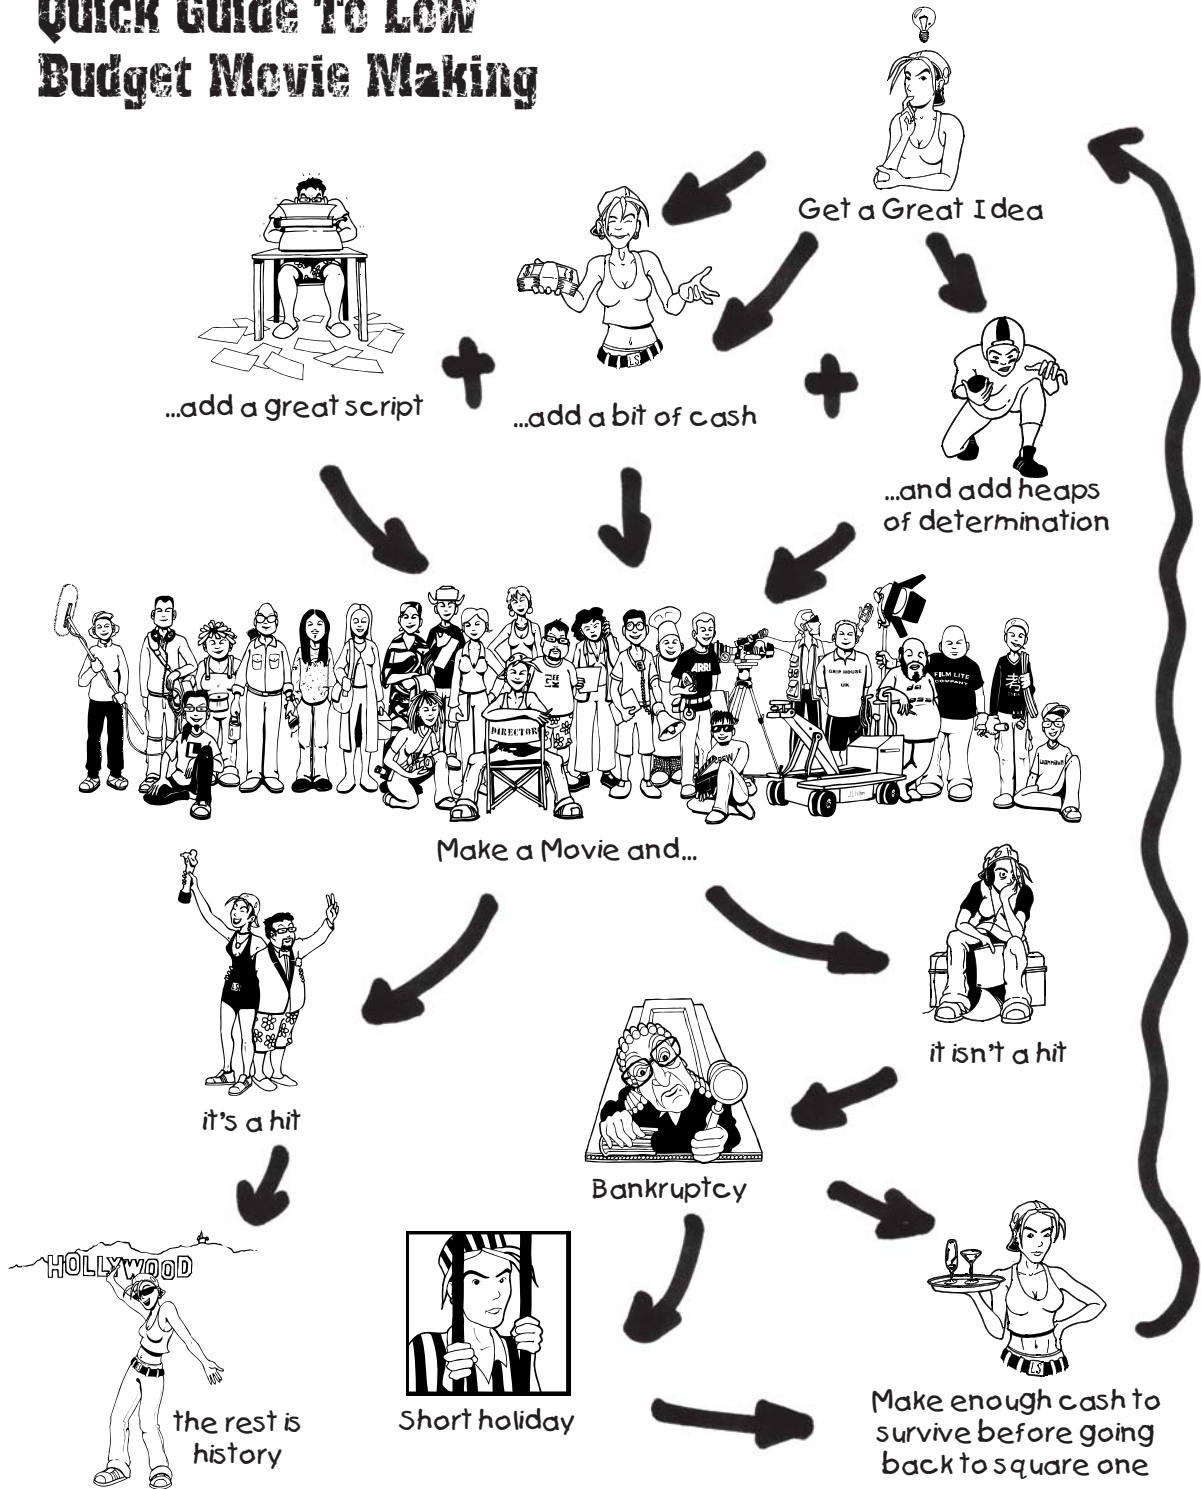 Quick Guide To Low
Budget Movie Making
Get a Great Idea
...add a great script
...add a bit of cash
LS
...and add heaps
of determination
ARRI
GRIP HOUSE
UK
FILM LITE
COMPANY
L
DIRECTOR
Make a Movie and...
it's a hit
it isn't a hit
Bankruptcy
HOLLYWOOD
the rest is
history
Short holiday
LS
Make enough cash to
survive before going
back to square one